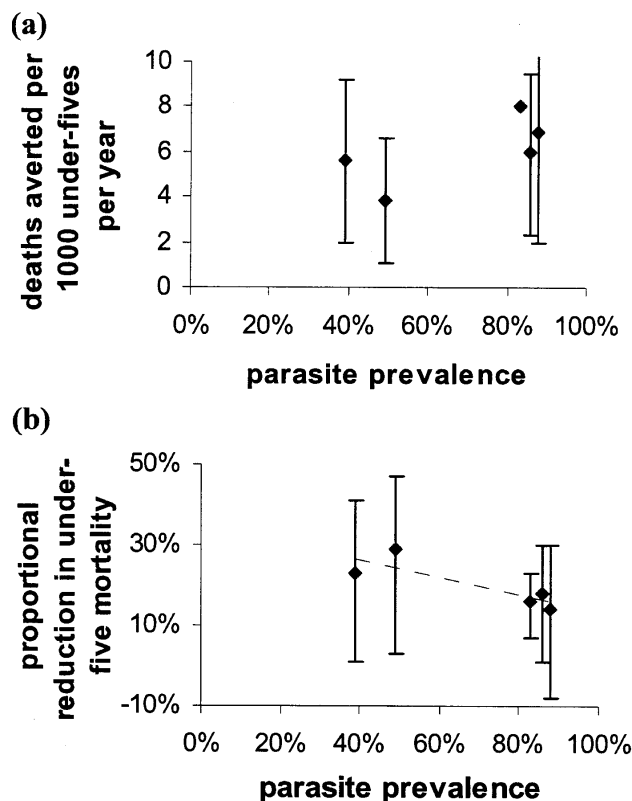 (a)
deaths averted per
1000 under-fives
per year
10
8
6
4
2
0
0% 20% 40% 60% 80% 100%
parasite prevalence
(b)
proportional
reduction in under-
five mortality
50%
30%
10%
-10%
0% 20% 40% 60% 80% 100%
parasite prevalence